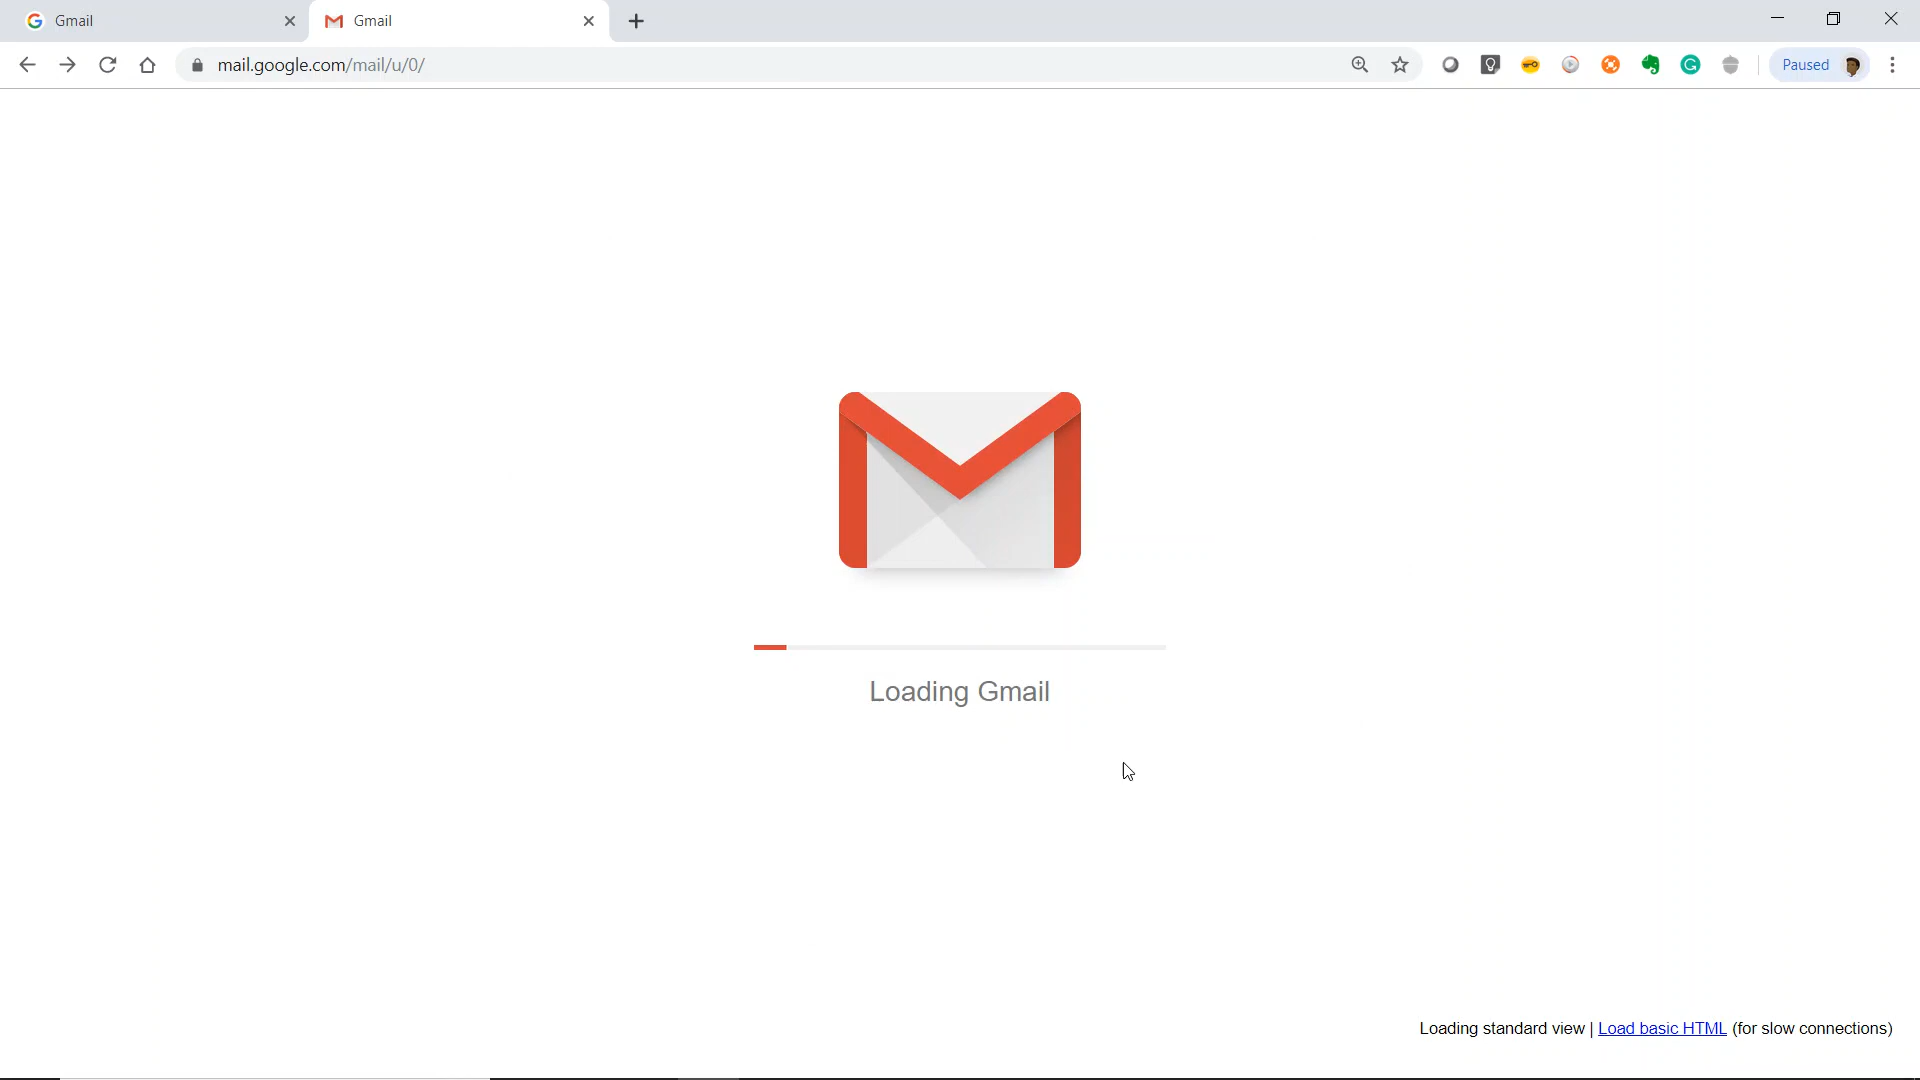 Gmail
Gmail
mail.google.com/mail/u/0/
Paused
Loading Gmail
Loading standard view | Load basic HTML (for slow connections)